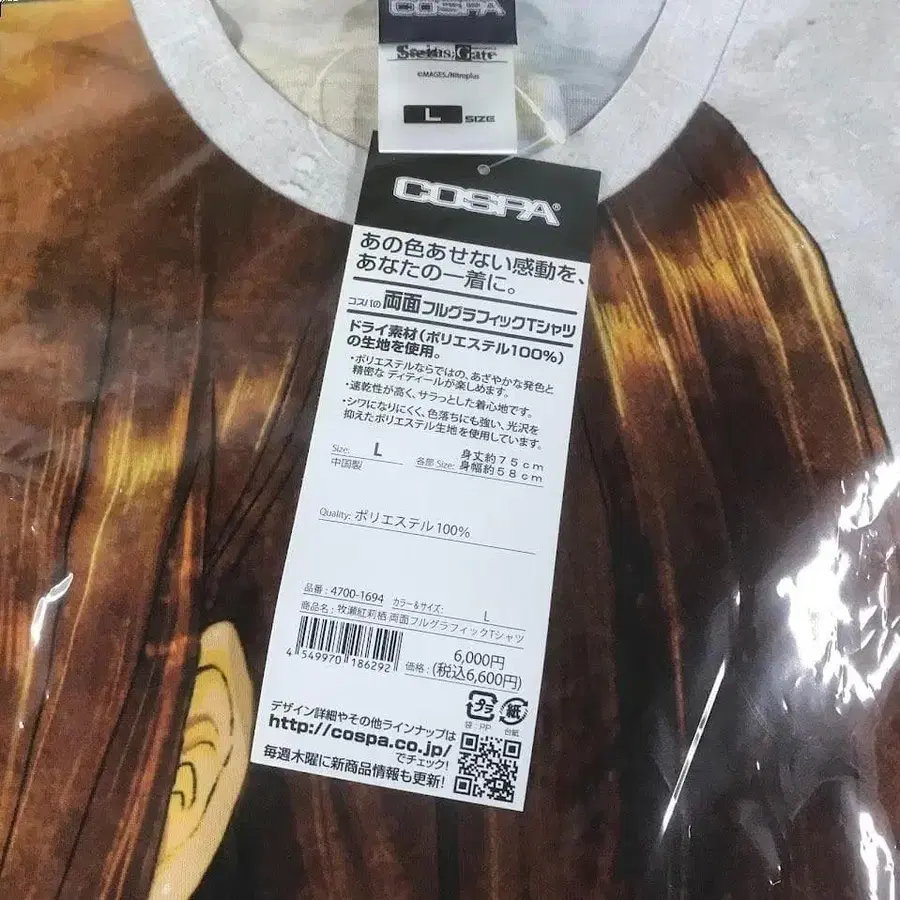 COSPA
Steins;Gate
©MAGES./Nitroplus
L SIZE
COSPA®
あの色あせない感動を、
あなたの一着に。
コスパの両面フルグラフィックTシャツ
ドライ素材(ポリエステル100%)
の生地を使用。
・ポリエステルならではの、あざやかな発色と
精密な ディティールが楽しめます。
・速乾性が高く、サラっとした着心地です。
・シワになりにくく、色落ちにも強い、光沢を
抑えたポリエステル生地を使用しています。
Size: L
中国製
各部 Size: 身丈約75cm
身幅約58cm
Quality: ポリエステル100%
品番: 4700-1694 カラー&サイズ: L
商品名: 牧瀬紅莉栖 両面フルグラフィックTシャツ
4 549970 186292
価格: 6,000円
(税込6,600円)
プラ 紙
袋:PP 台紙
デザイン詳細やその他ラインナップは
http://cospa.co.jp/
でチェック!
毎週木曜に新商品情報も更新!